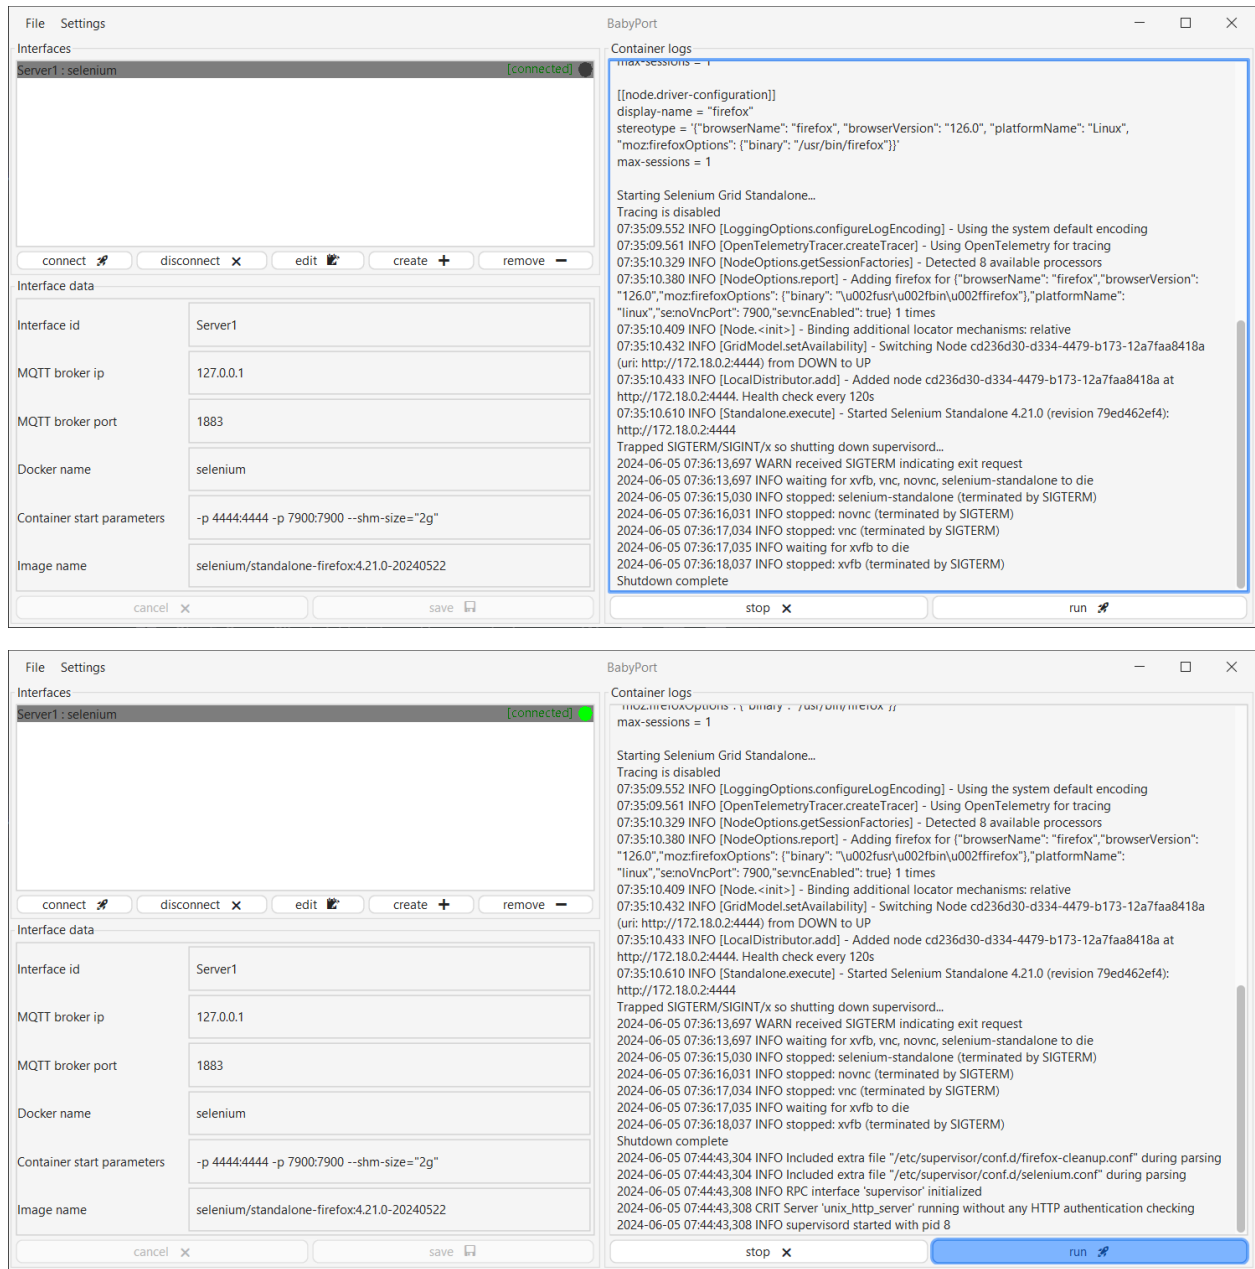 File Settings BabyPort
Interfaces
Server1 : selenium [connected]
connect disconnect edit create remove
Interface data
Interface id Server1
MQTT broker ip 127.0.0.1
MQTT broker port 1883
Docker name selenium
Container start parameters -p 4444:4444 -p 7900:7900 --shm-size="2g"
Image name selenium/standalone-firefox:4.21.0-20240522
cancel save
Container logs
max-sessions = 1
[[node.driver-configuration]]
display-name = "firefox"
stereotype = '{"browserName": "firefox", "browserVersion": "126.0", "platformName": "Linux",
"moz:firefoxOptions": {"binary": "/usr/bin/firefox"}}'
max-sessions = 1
Starting Selenium Grid Standalone...
Tracing is disabled
07:35:09.552 INFO [LoggingOptions.configureLogEncoding] - Using the system default encoding
07:35:09.561 INFO [OpenTelemetryTracer.createTracer] - Using OpenTelemetry for tracing
07:35:10.329 INFO [NodeOptions.getSessionFactories] - Detected 8 available processors
07:35:10.380 INFO [NodeOptions.report] - Adding firefox for {"browserName": "firefox","browserVersion":
"126.0","moz:firefoxOptions": {"binary": "\u002fusr\u002fbin\u002ffirefox"},"platformName":
"linux","se:noVncPort": 7900,"se:vncEnabled": true} 1 times
07:35:10.409 INFO [Node.<init>] - Binding additional locator mechanisms: relative
07:35:10.432 INFO [GridModel.setAvailability] - Switching Node cd236d30-d334-4479-b173-12a7faa8418a
(uri: http://172.18.0.2:4444) from DOWN to UP
07:35:10.433 INFO [LocalDistributor.add] - Added node cd236d30-d334-4479-b173-12a7faa8418a at
http://172.18.0.2:4444. Health check every 120s
07:35:10.610 INFO [Standalone.execute] - Started Selenium Standalone 4.21.0 (revision 79ed462ef4):
http://172.18.0.2:4444
Trapped SIGTERM/SIGINT/x so shutting down supervisord...
2024-06-05 07:36:13,697 WARN received SIGTERM indicating exit request
2024-06-05 07:36:13,697 INFO waiting for xvfb, vnc, novnc, selenium-standalone to die
2024-06-05 07:36:15,030 INFO stopped: selenium-standalone (terminated by SIGTERM)
2024-06-05 07:36:16,031 INFO stopped: novnc (terminated by SIGTERM)
2024-06-05 07:36:17,034 INFO stopped: vnc (terminated by SIGTERM)
2024-06-05 07:36:17,035 INFO waiting for xvfb to die
2024-06-05 07:36:18,037 INFO stopped: xvfb (terminated by SIGTERM)
Shutdown complete
stop run
File Settings BabyPort
Interfaces
Server1 : selenium [connected]
connect disconnect edit create remove
Interface data
Interface id Server1
MQTT broker ip 127.0.0.1
MQTT broker port 1883
Docker name selenium
Container start parameters -p 4444:4444 -p 7900:7900 --shm-size="2g"
Image name selenium/standalone-firefox:4.21.0-20240522
cancel save
Container logs
"moz:firefoxOptions": {"binary": "/usr/bin/firefox"}}'
max-sessions = 1
Starting Selenium Grid Standalone...
Tracing is disabled
07:35:09.552 INFO [LoggingOptions.configureLogEncoding] - Using the system default encoding
07:35:09.561 INFO [OpenTelemetryTracer.createTracer] - Using OpenTelemetry for tracing
07:35:10.329 INFO [NodeOptions.getSessionFactories] - Detected 8 available processors
07:35:10.380 INFO [NodeOptions.report] - Adding firefox for {"browserName": "firefox","browserVersion":
"126.0","moz:firefoxOptions": {"binary": "\u002fusr\u002fbin\u002ffirefox"},"platformName":
"linux","se:noVncPort": 7900,"se:vncEnabled": true} 1 times
07:35:10.409 INFO [Node.<init>] - Binding additional locator mechanisms: relative
07:35:10.432 INFO [GridModel.setAvailability] - Switching Node cd236d30-d334-4479-b173-12a7faa8418a
(uri: http://172.18.0.2:4444) from DOWN to UP
07:35:10.433 INFO [LocalDistributor.add] - Added node cd236d30-d334-4479-b173-12a7faa8418a at
http://172.18.0.2:4444. Health check every 120s
07:35:10.610 INFO [Standalone.execute] - Started Selenium Standalone 4.21.0 (revision 79ed462ef4):
http://172.18.0.2:4444
Trapped SIGTERM/SIGINT/x so shutting down supervisord...
2024-06-05 07:36:13,697 WARN received SIGTERM indicating exit request
2024-06-05 07:36:13,697 INFO waiting for xvfb, vnc, novnc, selenium-standalone to die
2024-06-05 07:36:15,030 INFO stopped: selenium-standalone (terminated by SIGTERM)
2024-06-05 07:36:16,031 INFO stopped: novnc (terminated by SIGTERM)
2024-06-05 07:36:17,034 INFO stopped: vnc (terminated by SIGTERM)
2024-06-05 07:36:17,035 INFO waiting for xvfb to die
2024-06-05 07:36:18,037 INFO stopped: xvfb (terminated by SIGTERM)
Shutdown complete
2024-06-05 07:44:43,304 INFO Included extra file "/etc/supervisor/conf.d/firefox-cleanup.conf" during parsing
2024-06-05 07:44:43,304 INFO Included extra file "/etc/supervisor/conf.d/selenium.conf" during parsing
2024-06-05 07:44:43,308 INFO RPC interface 'supervisor' initialized
2024-06-05 07:44:43,308 CRIT Server 'unix_http_server' running without any HTTP authentication checking
2024-06-05 07:44:43,308 INFO supervisord started with pid 8
stop run